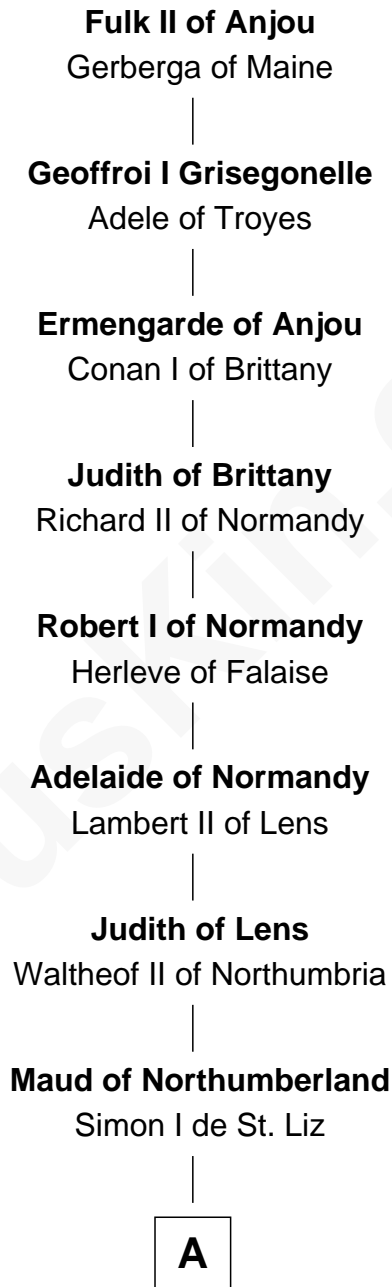 Fulk II of Anjou
Gerberga of Maine
Geoffroi I Grisegonelle
Adele of Troyes
Ermengarde of Anjou
Conan I of Brittany
Judith of Brittany
Richard II of Normandy
Robert I of Normandy
Herleve of Falaise
Adelaide of Normandy
Lambert II of Lens
Judith of Lens
Waltheof II of Northumbria
Maud of Northumberland
Simon I de St. Liz
A